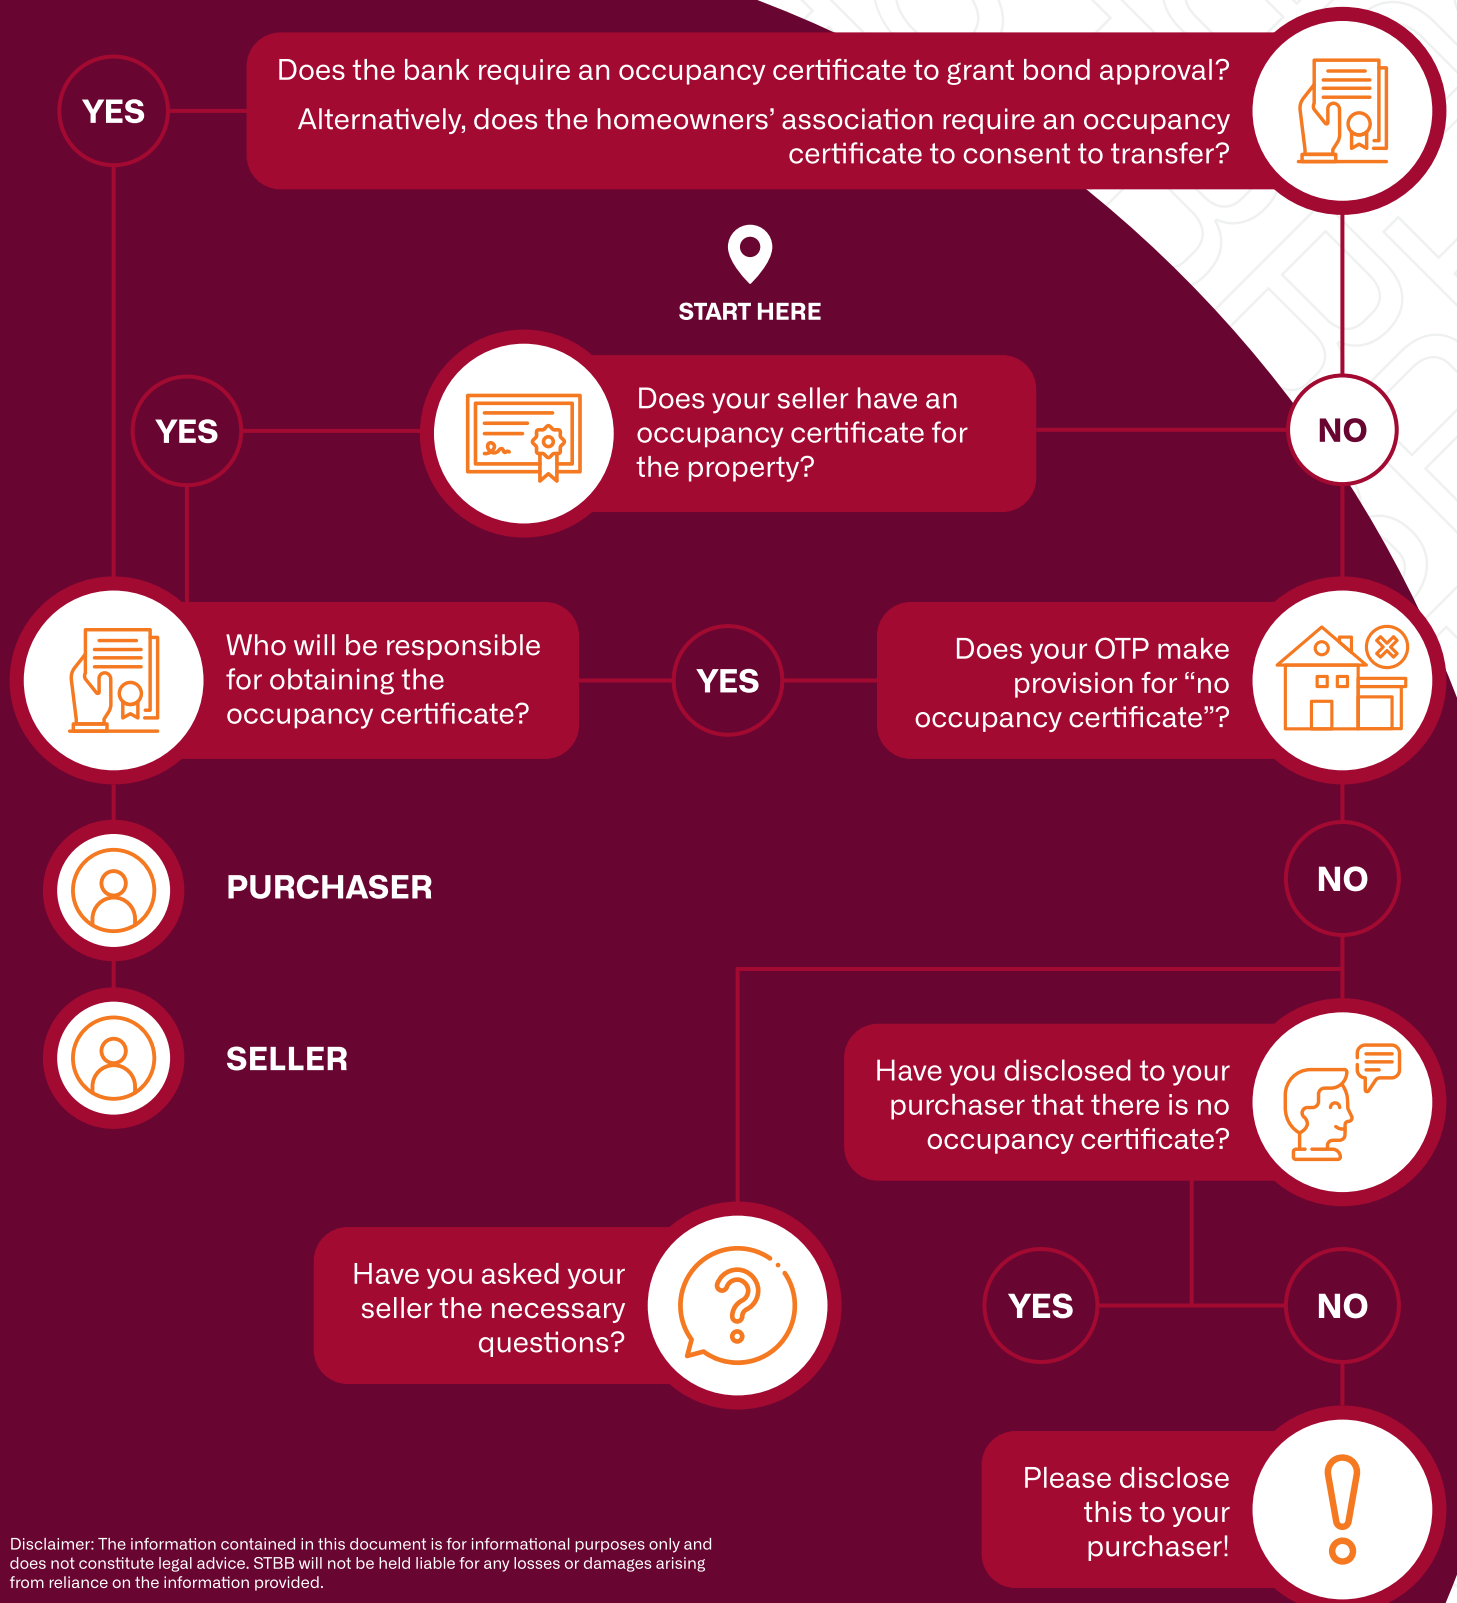 YES
Does the bank require an occupancy certificate to grant bond approval?
Alternatively, does the homeowners’ association require an occupancy
certificate to consent to transfer?
START HERE
YES
Does your seller have an
occupancy certificate for
the property?
NO
Who will be responsible
for obtaining the
occupancy certificate?
YES
Does your OTP make
provision for “no
occupancy certificate”?
PURCHASER
NO
SELLER
Have you disclosed to your
purchaser that there is no
occupancy certificate?
Have you asked your
seller the necessary
questions?
YES
NO
Please disclose
this to your
purchaser!
Disclaimer: The information contained in this document is for informational purposes only and
does not constitute legal advice. STBB will not be held liable for any losses or damages arising
from reliance on the information provided.